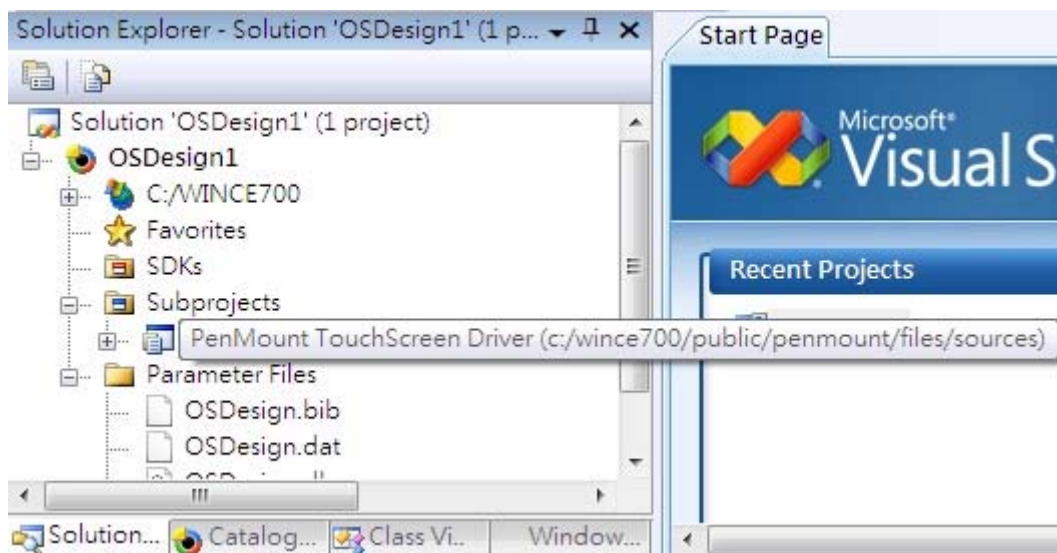 Solution Explorer - Solution 'OSDesign1' (1 p...
Solution 'OSDesign1' (1 project)
OSDesign1
C:/WINCE700
Favorites
SDKs
Subprojects
PenMount TouchScreen Driver (c:/wince700/public/penmount/files/sources)
Parameter Files
OSDesign.bib
OSDesign.dat
Solution...
Catalog...
Class Vi..
Window...
Start Page
Microsoft®
Visual S
Recent Projects